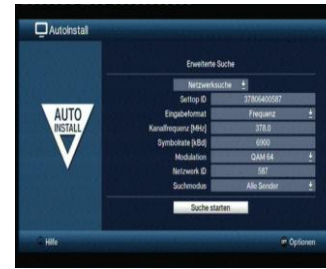 AutoInstall
Erweiterte Suche
Netzwerksuche
Settop ID 37806400587
Eingabeformat Frequenz
Kanalfrequenz [MHz] 378.0
Symbolrate [kBd] 6900
Modulation QAM 64
Netzwerk ID 587
Suchmodus Alle Sender
Suche starten
AUTO
INSTALL
Hilfe
Optionen